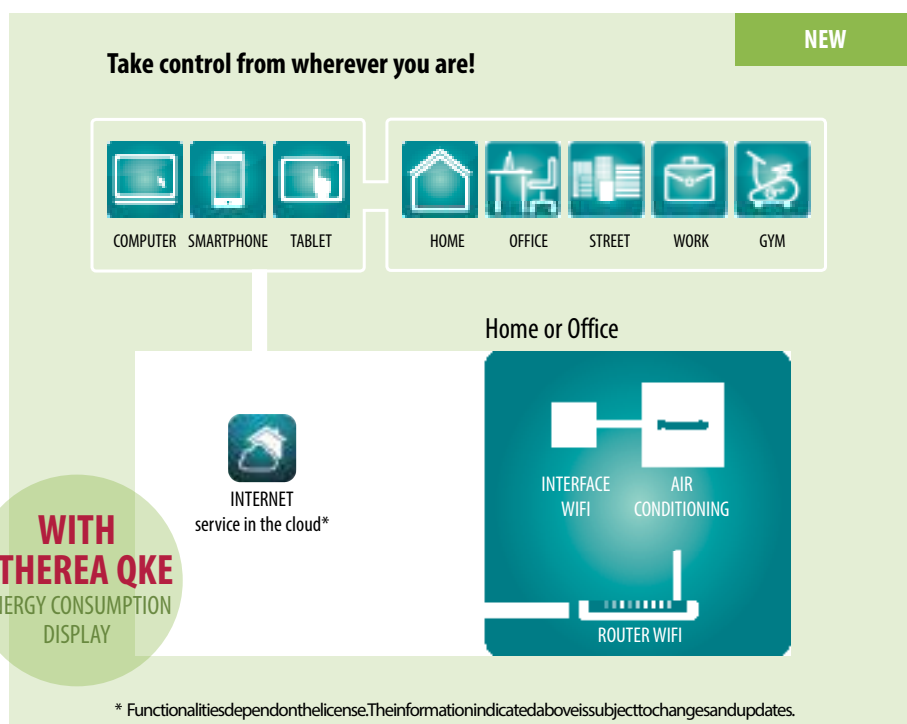 NEW
Take control from wherever you are!
COMPUTER SMARTPHONE TABLET
HOME OFFICE STREET WORK GYM
Home or Office
INTERFACE WIFI
AIR CONDITIONING
INTERNET
service in the cloud*
WITH
THEREA QKE
NERGY CONSUMPTION
DISPLAY
ROUTER WIFI
* Functionalitiesdependonthelicense.Theinformationindicatedaboveissubjecttochangesandupdates.